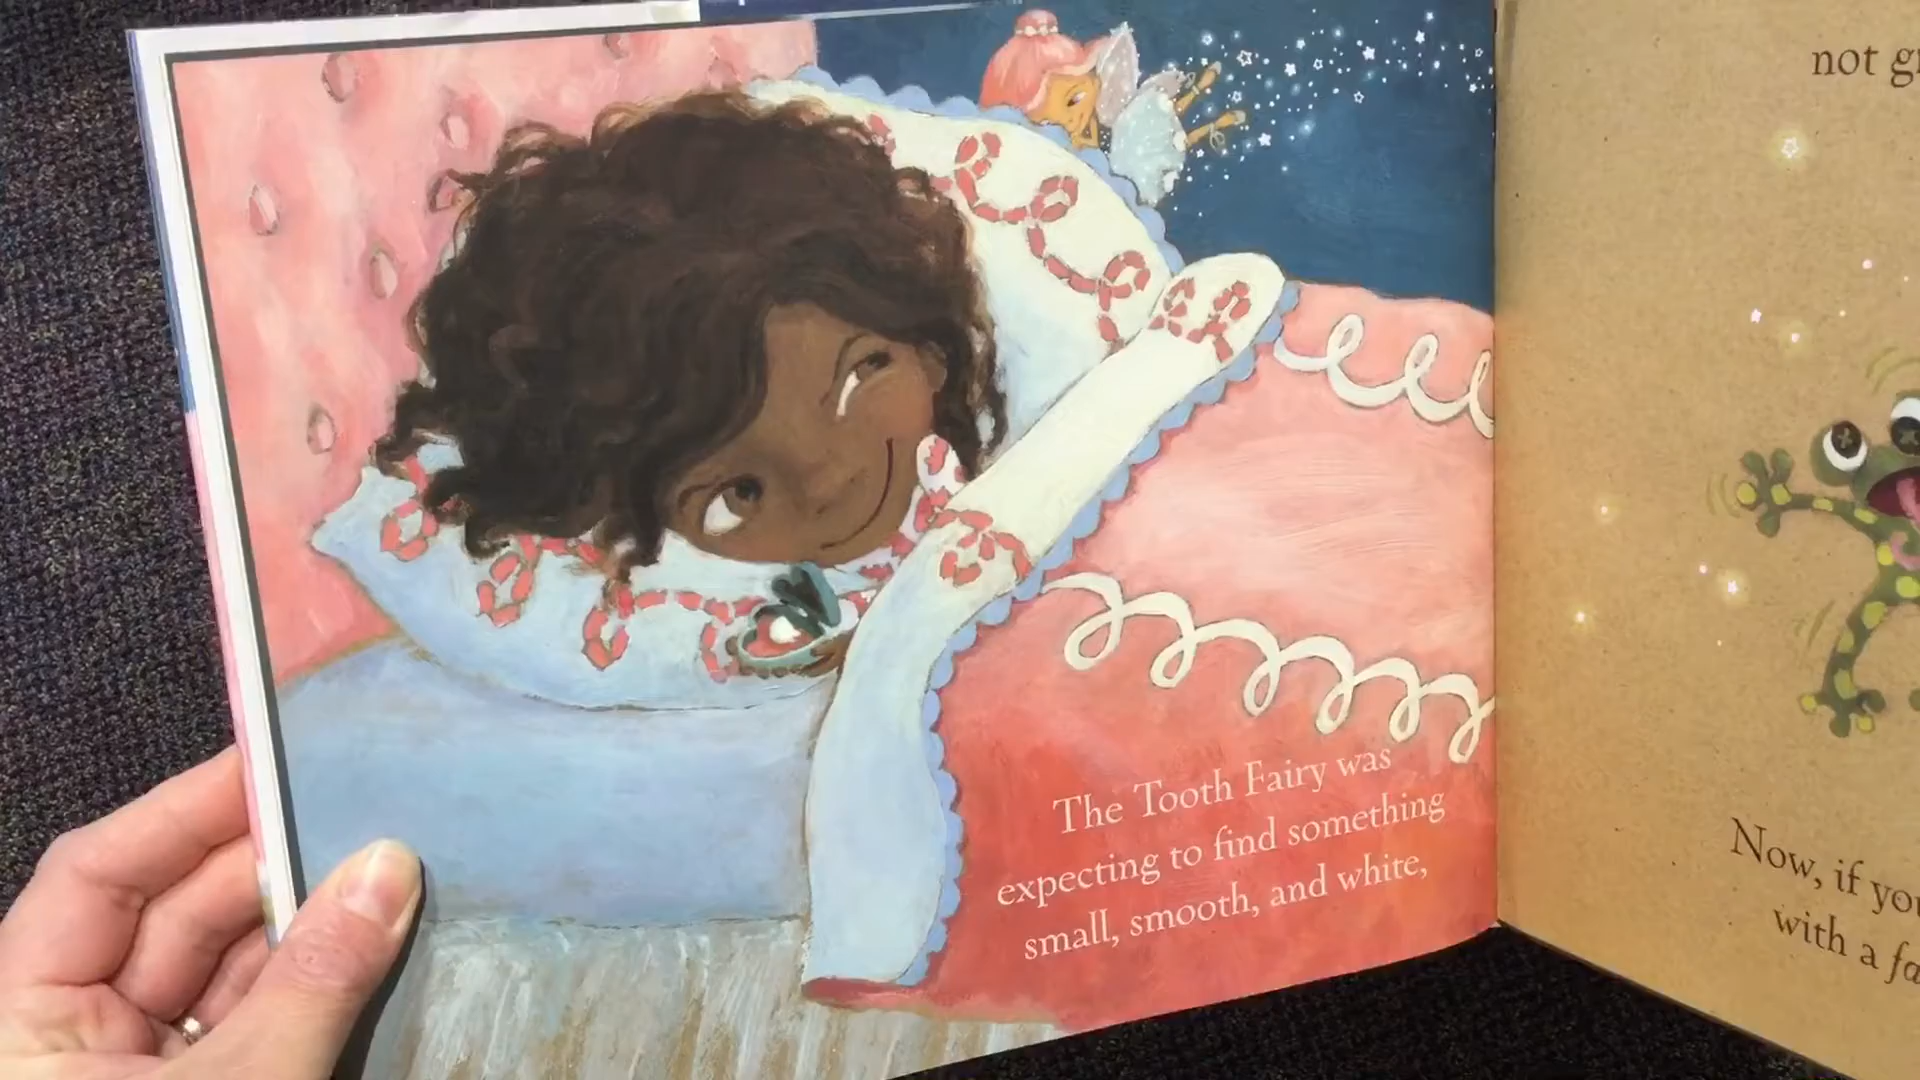 The Tooth Fairy was
expecting to find something
small, smooth, and white,
not
Now, if
with a